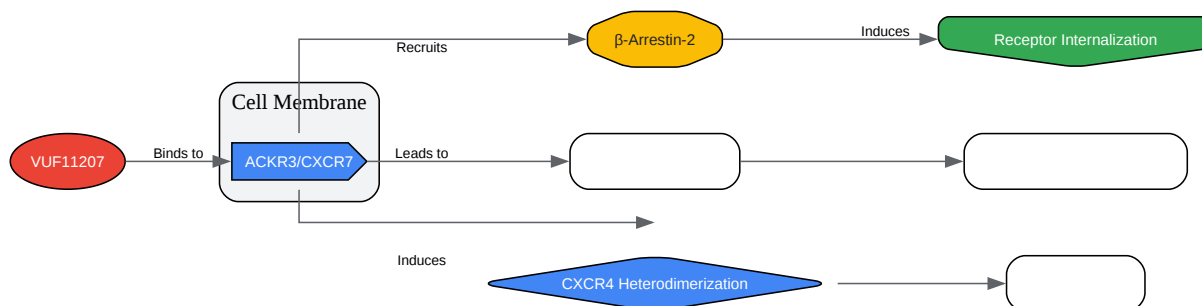 β-Arrestin-2
Induces
Receptor Internalization
Recruits
Cell Membrane
VUF11207
Binds to
ACKR3/CXCR7
Leads to
Induces
CXCR4 Heterodimerization